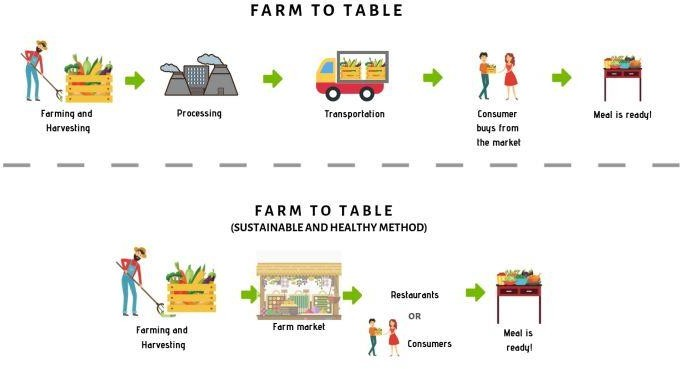 FARM TO TABLE
Farming and
Harvesting
Processing
Transportation
Consumer
buys from
the market
Meal is ready!
FARM TO TABLE
(SUSTAINABLE AND HEALTHY METHOD)
Farming and
Harvesting
Farm market
Restaurants
OR
Consumers
Meal is
ready!